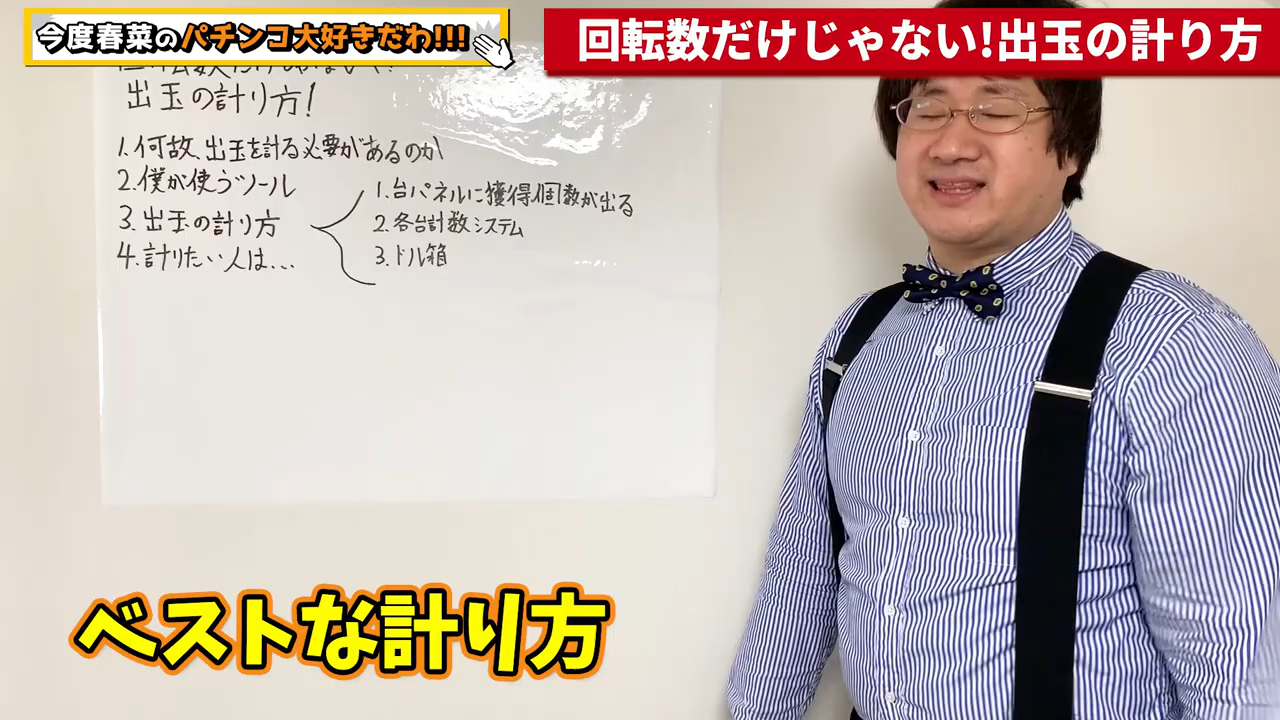 今度春菜のパチンコ大好きだわ!!!
回転数だけじゃない!出玉の計り方
出玉の計り方!
1.何故、出玉を計る必要があるのか
2.僕が使うツール
3.出玉の計り方
4.計りたい人は...
1.台パネルに獲得個数が出る
2.各台計数システム
3.ドル箱
ベストな計り方